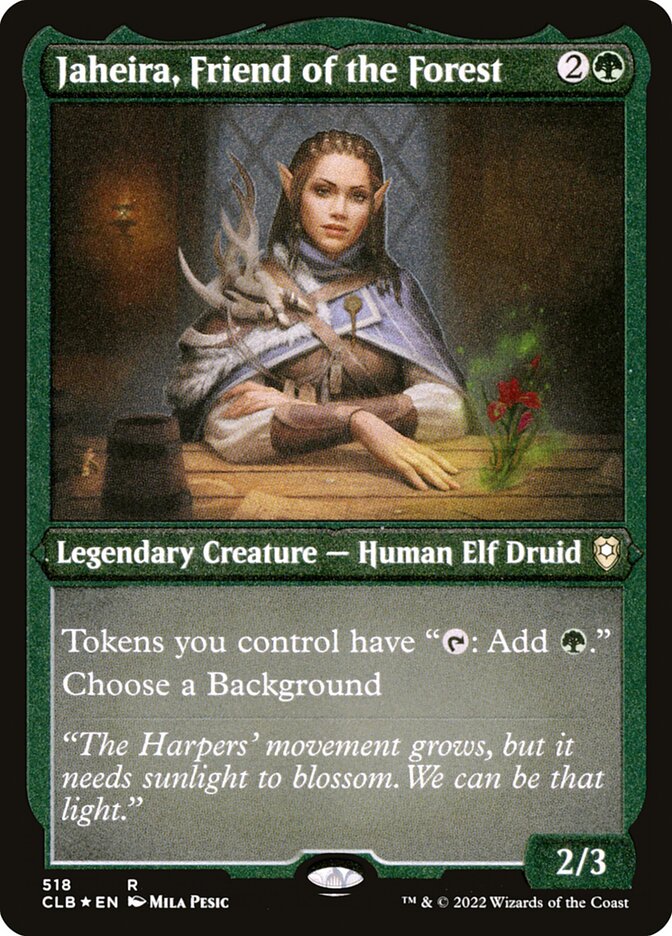 Jaheira, Friend of the Forest 2
Legendary Creature — Human Elf Druid
Tokens you control have “: Add .”
Choose a Background
“The Harpers’ movement grows, but it
needs sunlight to blossom. We can be that
light.”
2/3
518 R
CLB★EN Mila Pesic
™ & © 2022 Wizards of the Coast